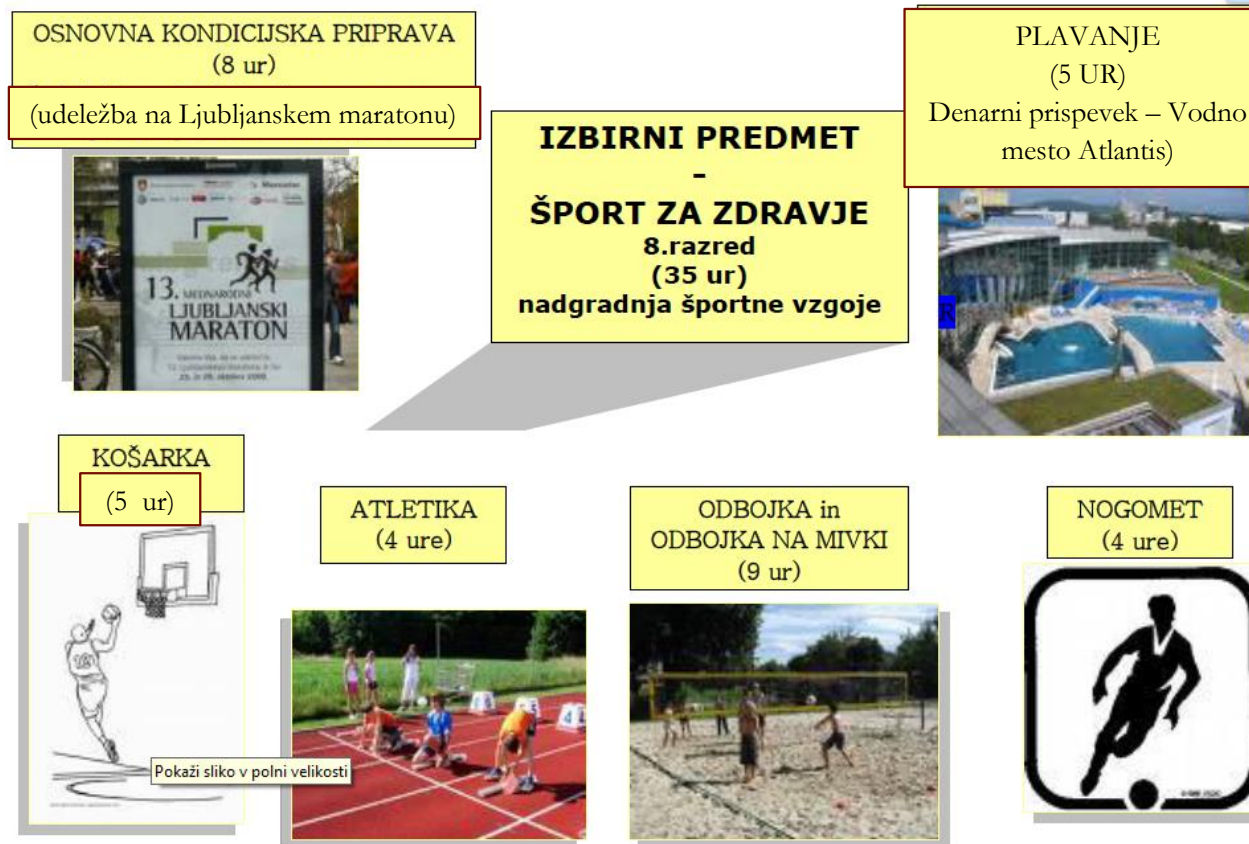 OSNOVNA KONDICIJSKA PRIPRAVA
(8 ur)
(udeležba na Ljubljanskem maratonu)
PLAVANJE
(5 UR)
Denarni prispevek – Vodno
mesto Atlantis)
IZBIRNI PREDMET
-
ŠPORT ZA ZDRAVJE
8.razred
(35 ur)
nadgradnja športne vzgoje
13. MEDNARODNI
LJUBLJANSKI
MARATON
R
KOŠARKA
(5 ur)
ATLETIKA
(4 ure)
ODBOJKA in
ODBOJKA NA MIVKI
(9 ur)
NOGOMET
(4 ure)
Pokaži sliko v polni velikosti